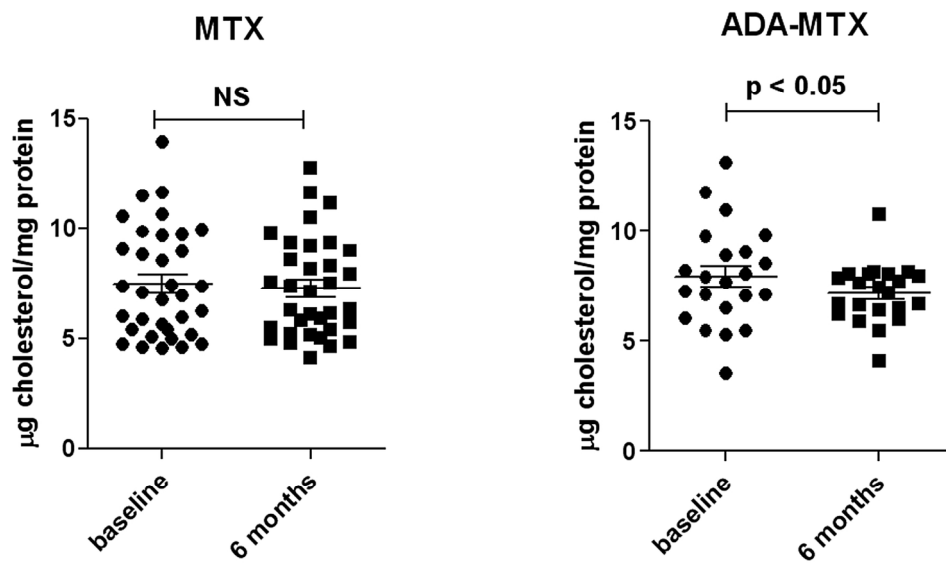 MTX
NS
µg cholesterol/mg protein
15
10
5
0
baseline
6 months
ADA-MTX
p < 0.05
µg cholesterol/mg protein
15
10
5
0
baseline
6 months